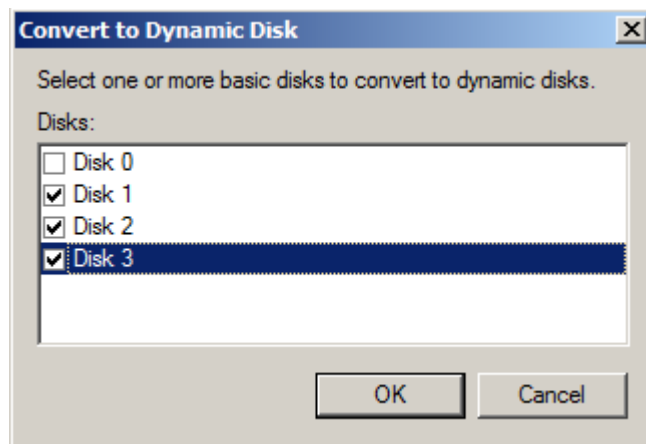 Convert to Dynamic Disk
Select one or more basic disks to convert to dynamic disks.
Disks:
Disk 0
Disk 1
Disk 2
Disk 3
OK Cancel